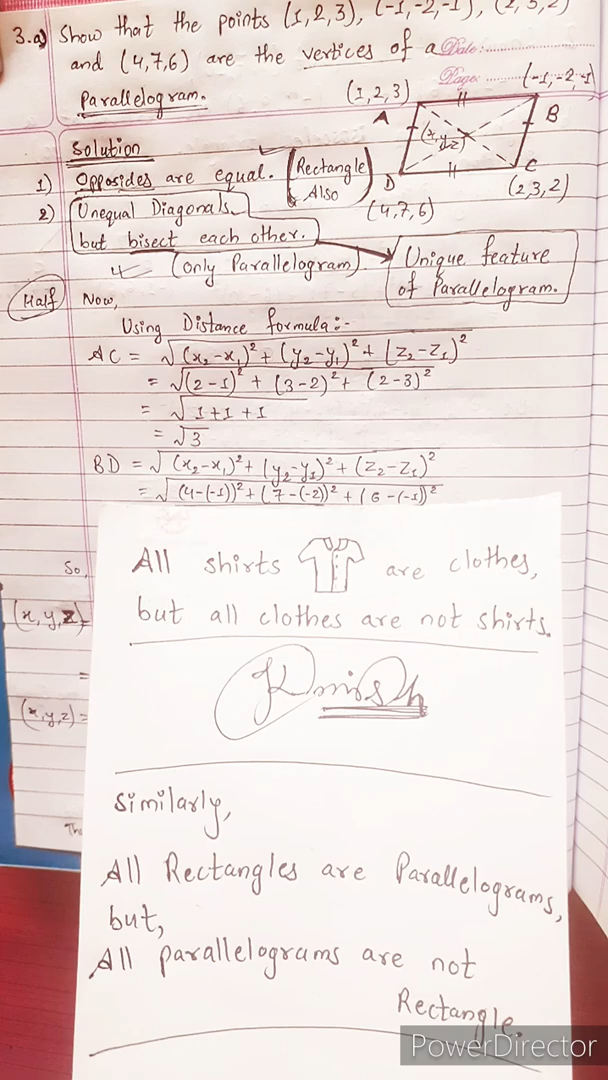 3.a) Show that the points (1,2,3), (-1,-2,-1), (2,3,2)
and (4,7,6) are the vertices of a
Parallelogram.
Date:
Page:
(1,2,3)
(-1,-2,-1)
A
B
(x,y,z)
D
C
(4,7,6)
(2,3,2)
Solution
1) Opposides are equal. (Rectangle Also)
2) Unequal Diagonals
but bisect each other.
(only Parallelogram)
Unique feature
of Parallelogram.
Half
Now,
Using Distance formula:-
AC = √(x₂-x₁)² + (y₂-y₁)² + (z₂-z₁)²
= √(2-1)² + (3-2)² + (2-3)²
= √1+1+1
= √3
BD = √(x₂-x₁)² + (y₂-y₁)² + (z₂-z₁)²
= √(4-(-1))² + (7-(-2))² + (6-(-1))²
So,
(x,y,z) =
=
(x,y,z) =
All shirts are clothes,
but all clothes are not shirts.
Similarly,
All Rectangles are Parallelograms,
but,
All parallelograms are not
Rectangle.
PowerDirector